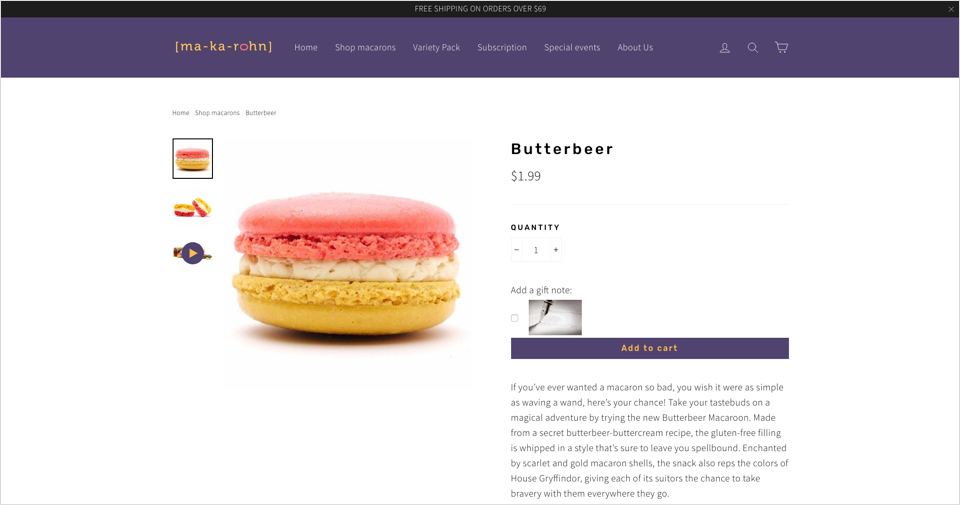 FREE SHIPPING ON ORDERS OVER $69
[ma-ka-rohn]
Home
Shop macarons
Variety Pack
Subscription
Special events
About Us
Home
Shop macarons
Butterbeer
Butterbeer
$1.99
QUANTITY
− 1 +
Add a gift note:
Add to cart
If you've ever wanted a macaron so bad, you wish it were as simple
as waving a wand, here's your chance! Take your tastebuds on a
magical adventure by trying the new Butterbeer Macaroon. Made
from a secret butterbeer-buttercream recipe, the gluten-free filling
is whipped in a style that's sure to leave you spellbound. Enchanted
by scarlet and gold macaron shells, the snack also reps the colors of
House Gryffindor, giving each of its suitors the chance to take
bravery with them everywhere they go.